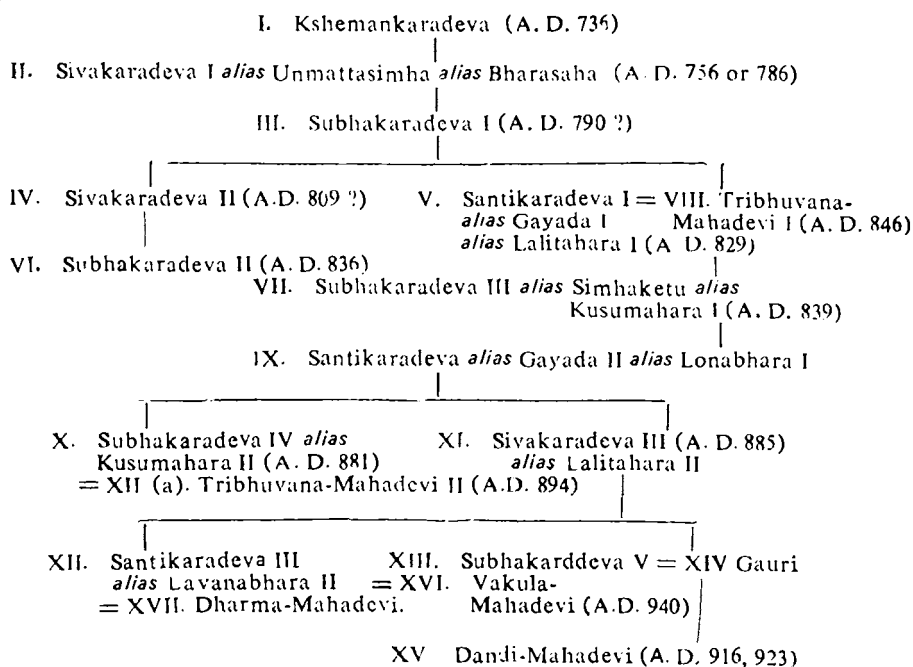 I. Kshemankaradeva (A. D. 736)
II. Sivakaradeva I alias Unmattasimha alias Bharasaha (A. D. 756 or 786)
III. Subhakaradeva I (A. D. 790 ?)
IV. Sivakaradeva II (A.D. 809 ?) V. Santikaradeva I = VIII. Tribhuvana-
alias Gayada I Mahadevi I (A. D. 846)
alias Lalitahara I (A D. 829)
VI. Subhakaradeva II (A. D. 836)
VII. Subhakaradeva III alias Simhaketu alias
Kusumahara I (A. D. 839)
IX. Santikaradeva alias Gayada II alias Lonabhara I
X. Subhakaradeva IV alias XI. Sivakaradeva III (A. D. 885)
Kusumahara II (A. D. 881) alias Lalitahara II
= XII (a). Tribhuvana-Mahadevi II (A.D. 894)
XII. Santikaradeva III XIII. Subhakarddeva V = XIV Gauri
alias Lavanabhara II = XVI. Vakula-
= XVII. Dharma-Mahadevi. Mahadevi (A.D. 940)
XV Dandi-Mahadevi (A. D. 916, 923)